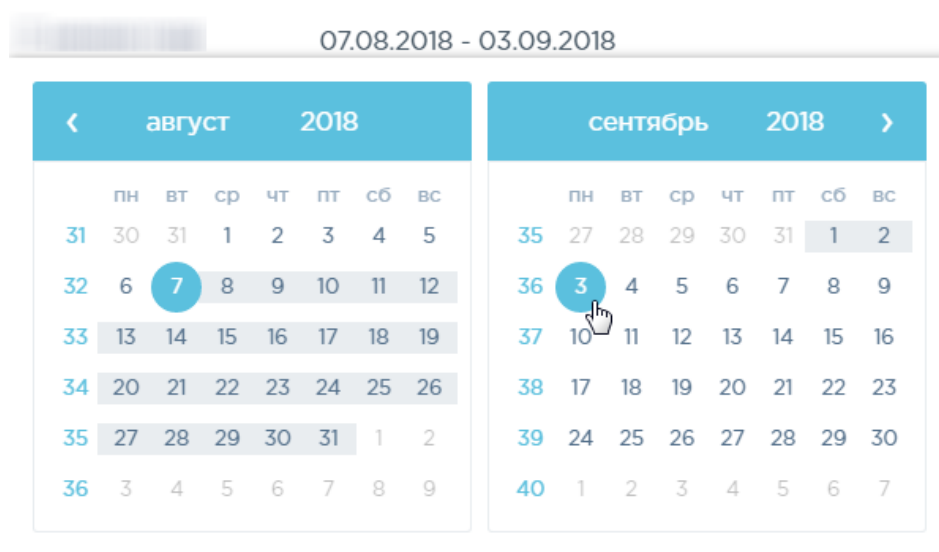 07.08.2018 - 03.09.2018
август 2018
пн вт ср чт пт сб вс
31 30 31 1 2 3 4 5
32 6 7 8 9 10 11 12
33 13 14 15 16 17 18 19
34 20 21 22 23 24 25 26
35 27 28 29 30 31 1 2
36 3 4 5 6 7 8 9
сентябрь 2018
пн вт ср чт пт сб вс
35 27 28 29 30 31 1 2
36 3 4 5 6 7 8 9
37 10 11 12 13 14 15 16
38 17 18 19 20 21 22 23
39 24 25 26 27 28 29 30
40 1 2 3 4 5 6 7